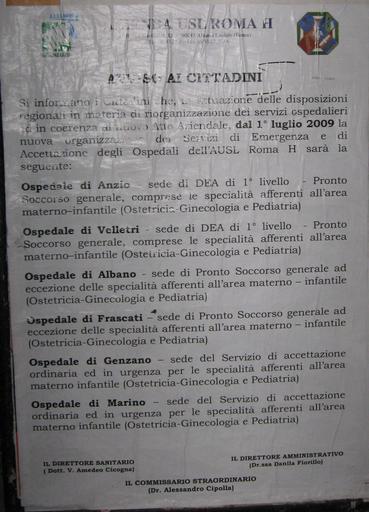 AZIENDA USL ROMA H
AVVISO AI CITTADINI
Si informano i Cittadini che, in attuazione delle disposizioni
regionali in materia di riorganizzazione dei servizi ospedalieri
ed in coerenza al nuovo Atto Aziendale, dal 1° luglio 2009 la
nuova organizzazione dei Servizi di Emergenza e di
Accettazione degli Ospedali dell'AUSL Roma H sarà la
seguente:
Ospedale di Anzio - sede di DEA di 1° livello - Pronto
Soccorso generale, comprese le specialità afferenti all'area
materno–infantile (Ostetricia-Ginecologia e Pediatria)
Ospedale di Velletri - sede di DEA di 1° livello - Pronto
Soccorso generale, comprese le specialità afferenti all'area
materno–infantile (Ostetricia-Ginecologia e Pediatria)
Ospedale di Albano - sede di Pronto Soccorso generale ad
eccezione delle specialità afferenti all'area materno – infantile
(Ostetricia-Ginecologia e Pediatria)
Ospedale di Frascati – sede di Pronto Soccorso generale ad
eccezione delle specialità afferenti all'area materno – infantile
(Ostetricia-Ginecologia e Pediatria)
Ospedale di Genzano - sede del Servizio di accettazione
ordinaria ed in urgenza per le specialità afferenti all'area
materno infantile (Ostetricia-Ginecologia e Pediatria)
Ospedale di Marino - sede del Servizio di accettazione
ordinaria ed in urgenza per le specialità afferenti all'area
materno infantile (Ostetricia-Ginecologia e Pediatria)
IL DIRETTORE SANITARIO
(Dott. V. Amedeo Cicogna)
IL DIRETTORE AMMINISTRATIVO
(Dr.ssa Danila Fiorillo)
IL COMMISSARIO STRAORDINARIO
(Dr. Alessandro Cipolla)